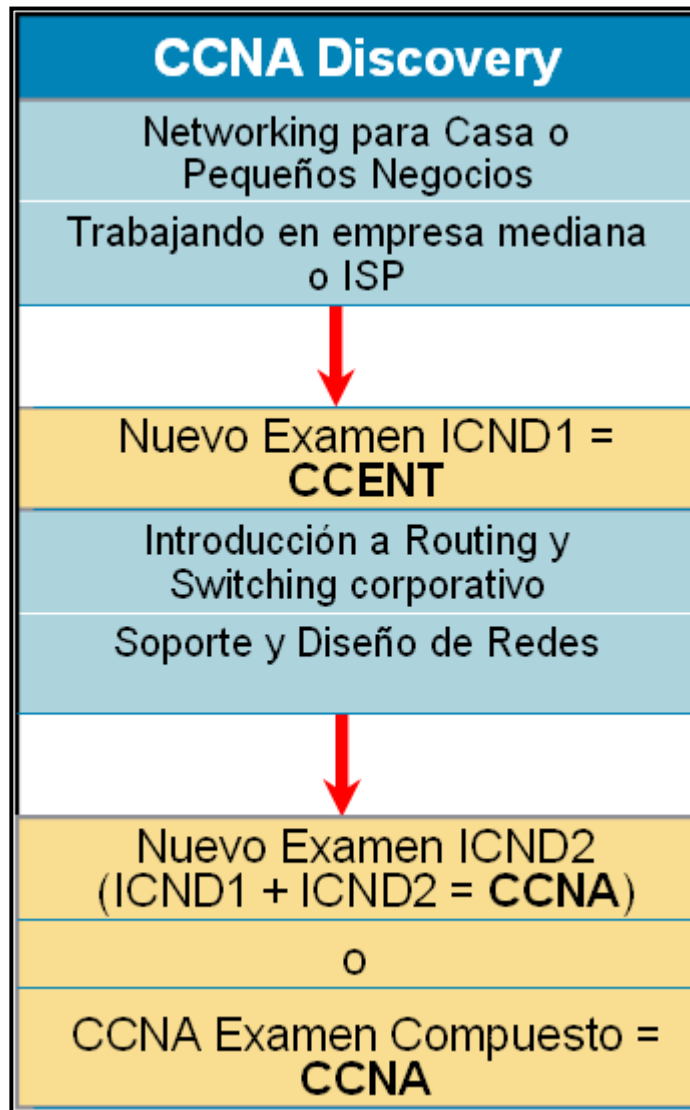 CCNA Discovery
Networking para Casa o
Pequeños Negocios
Trabajando en empresa mediana
o ISP
Nuevo Examen ICND1 =
CCENT
Introducción a Routing y
Switching corporativo
Soporte y Diseño de Redes
Nuevo Examen ICND2
(ICND1 + ICND2 = CCNA)
o
CCNA Examen Compuesto =
CCNA